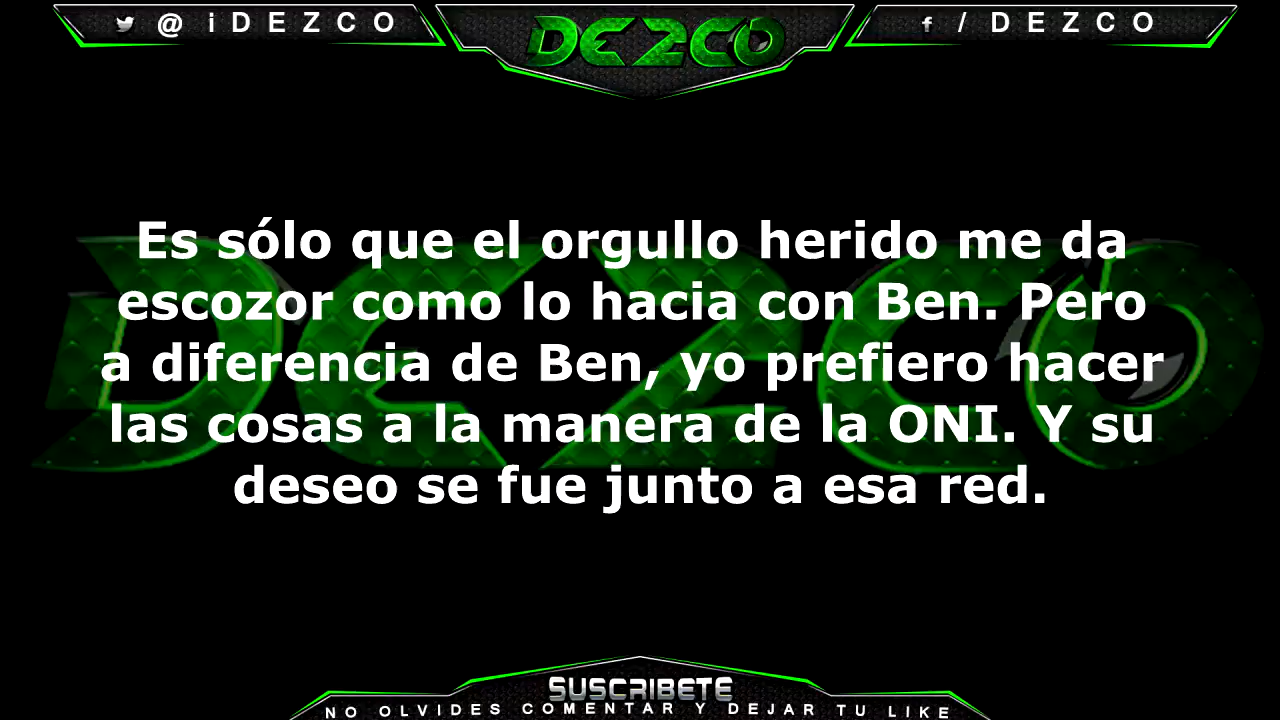 @iDEZCO
DEZCO
/DEZCO
Es sólo que el orgullo herido me da
escozor como lo hacia con Ben. Pero
a diferencia de Ben, yo prefiero hacer
las cosas a la manera de la ONI. Y su
deseo se fue junto a esa red.
DEZCO
SUSCRIBETE
NO OLVIDES COMENTAR Y DEJAR TU LIKE